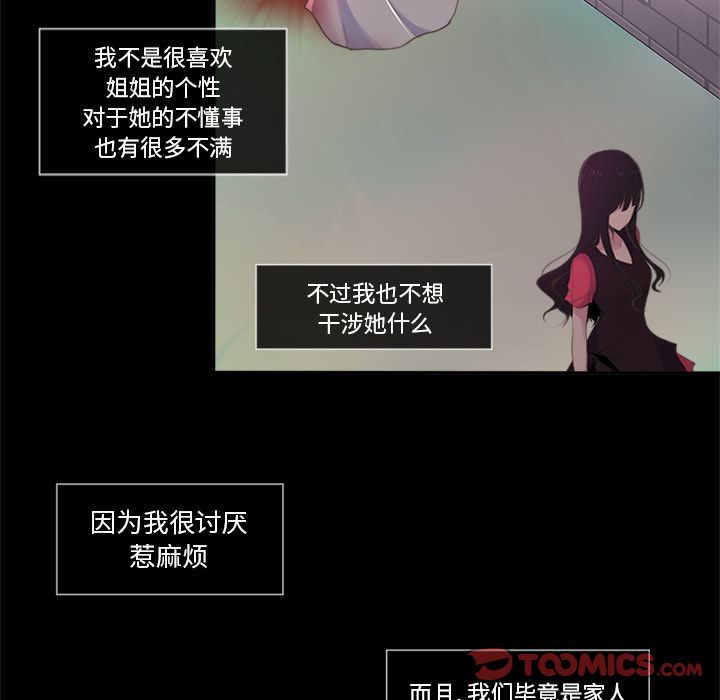 我不是很喜欢
姐姐的个性
对于她的不懂事
也有很多不满
不过我也不想
干涉她什么
因为我很讨厌
惹麻烦
TOOMICS.COM
而且,我们毕竟是家人